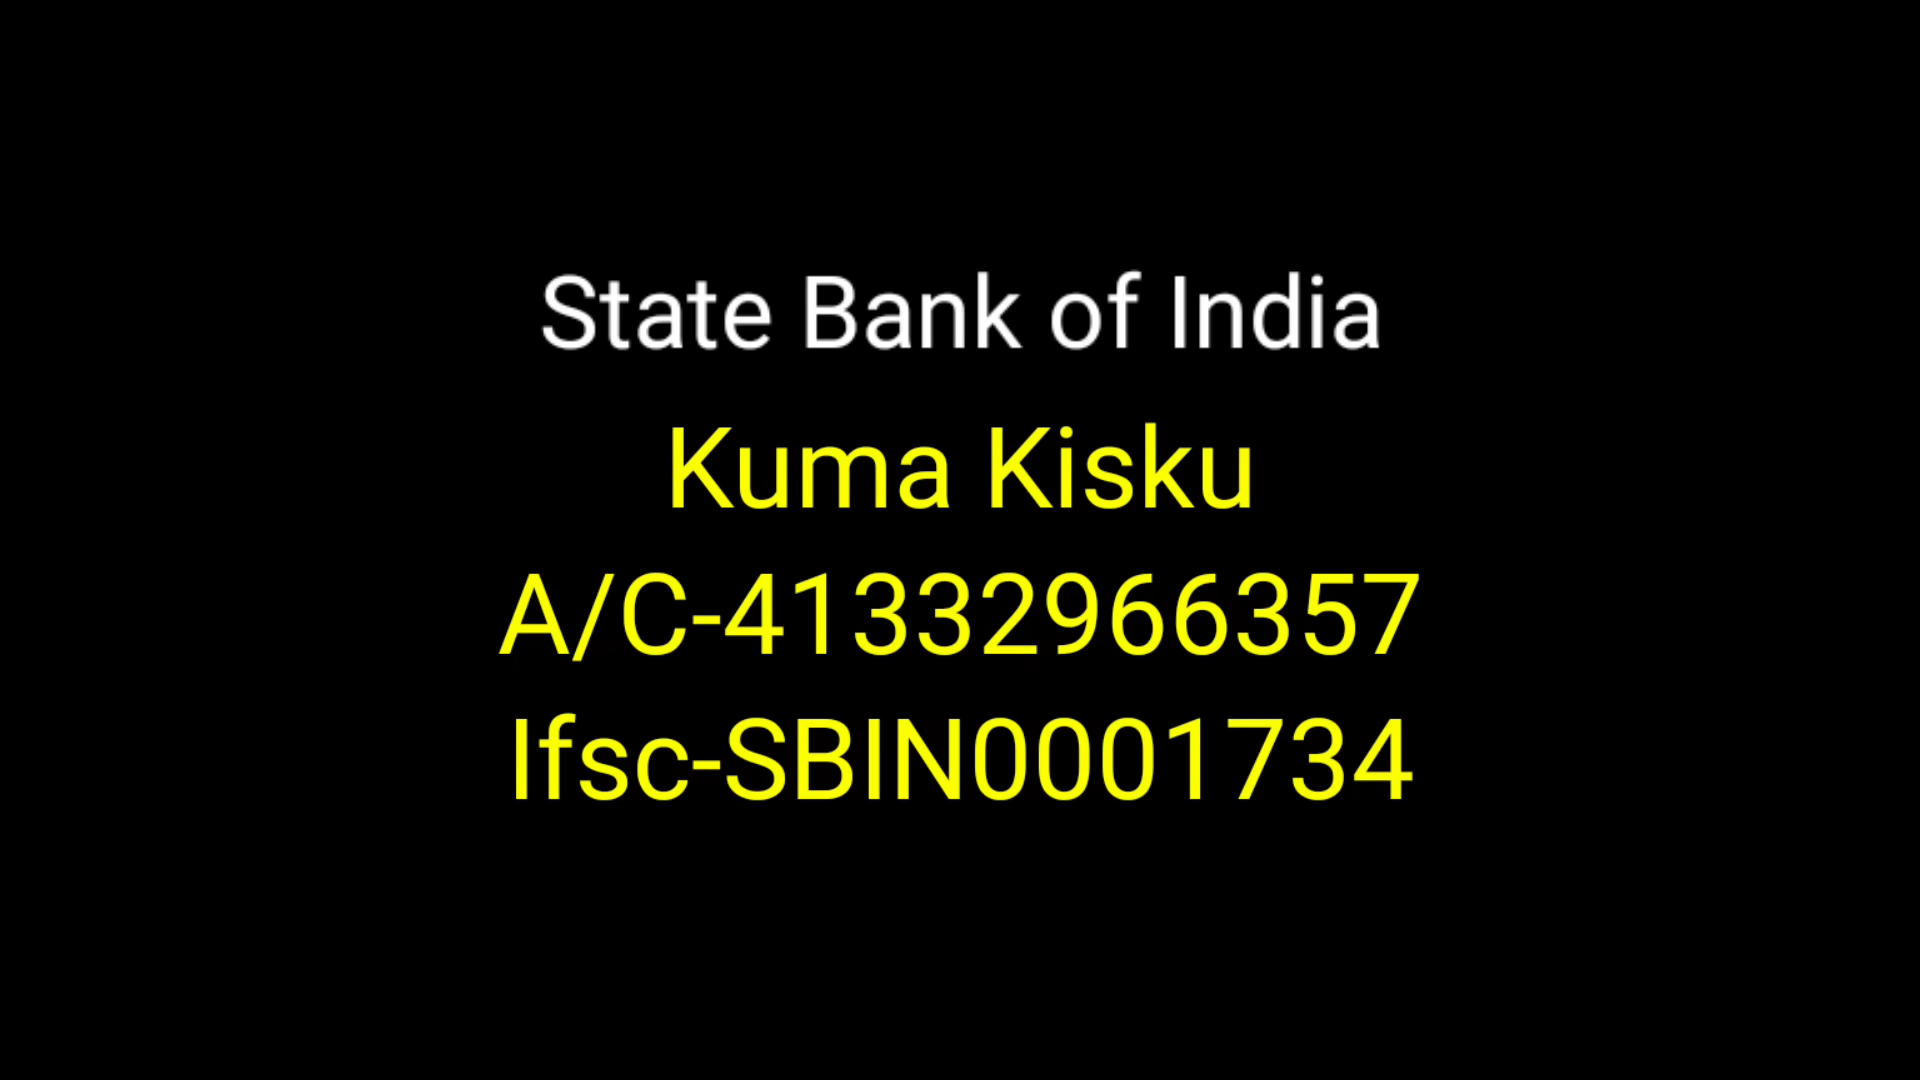 State Bank of India
Kuma Kisku
A/C-41332966357
Ifsc-SBIN0001734